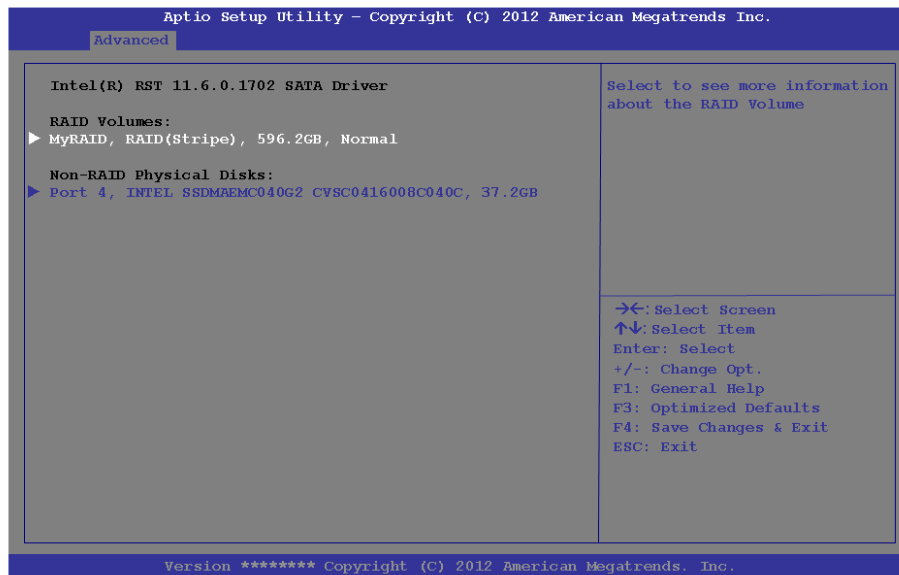 Aptio Setup Utility – Copyright (C) 2012 American Megatrends Inc.
Advanced
Intel(R) RST 11.6.0.1702 SATA Driver
RAID Volumes:
▶ MyRAID, RAID(Stripe), 596.2GB, Normal
Non-RAID Physical Disks:
▶ Port 4, INTEL SSDMAEMC040G2 CVSC0416008C040C, 37.2GB
Select to see more information
about the RAID Volume
→←: Select Screen
↑↓: Select Item
Enter: Select
+/-: Change Opt.
F1: General Help
F3: Optimized Defaults
F4: Save Changes & Exit
ESC: Exit
Version ******** Copyright (C) 2012 American Megatrends. Inc.